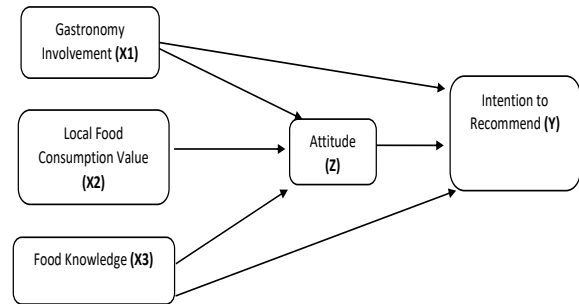 Gastronomy
Involvement (X1)
Local Food
Consumption Value
(X2)
Food Knowledge (X3)
Attitude
(Z)
Intention to
Recommend (Y)